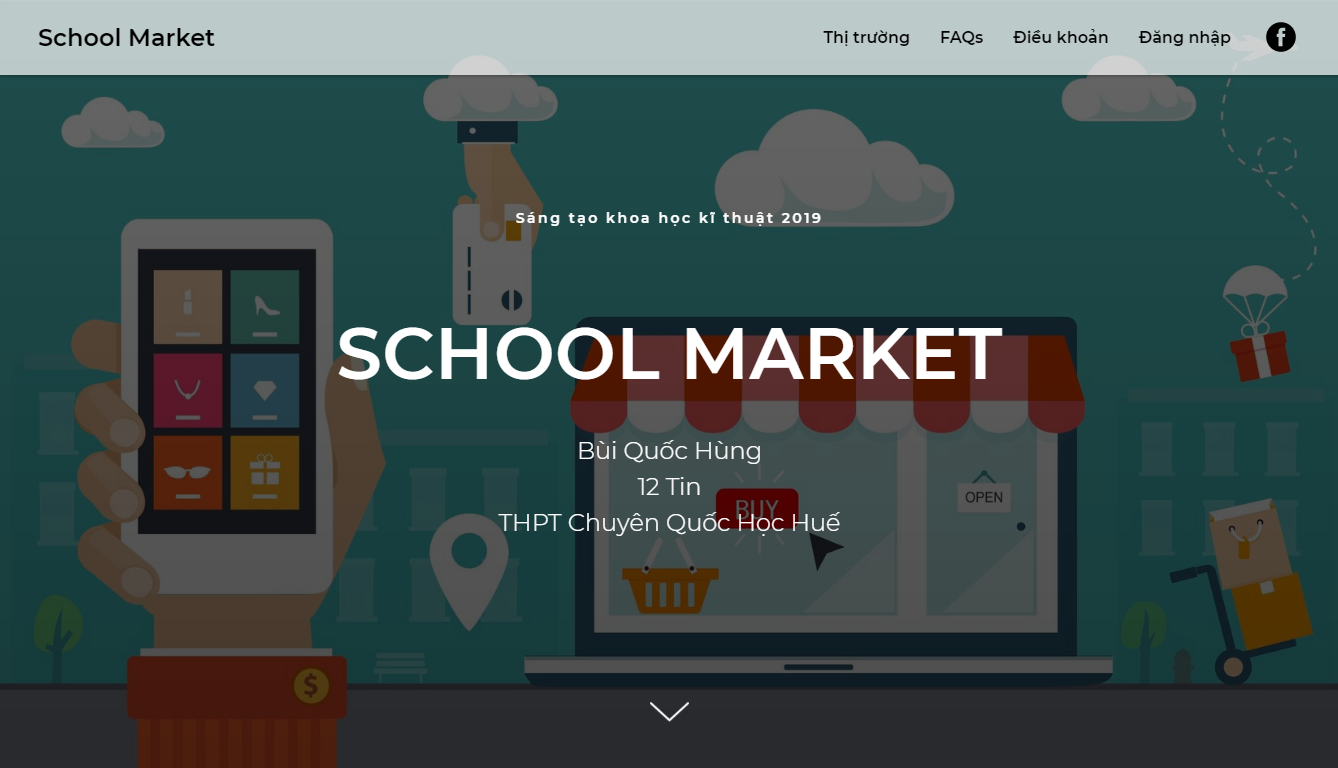 School Market
Thị trường FAQs Điều khoản Đăng nhập
Sáng tạo khoa học kĩ thuật 2019
SCHOOL MARKET
Bùi Quốc Hùng
12 Tin
THPT Chuyên Quốc Học Huế
BUY
OPEN
$